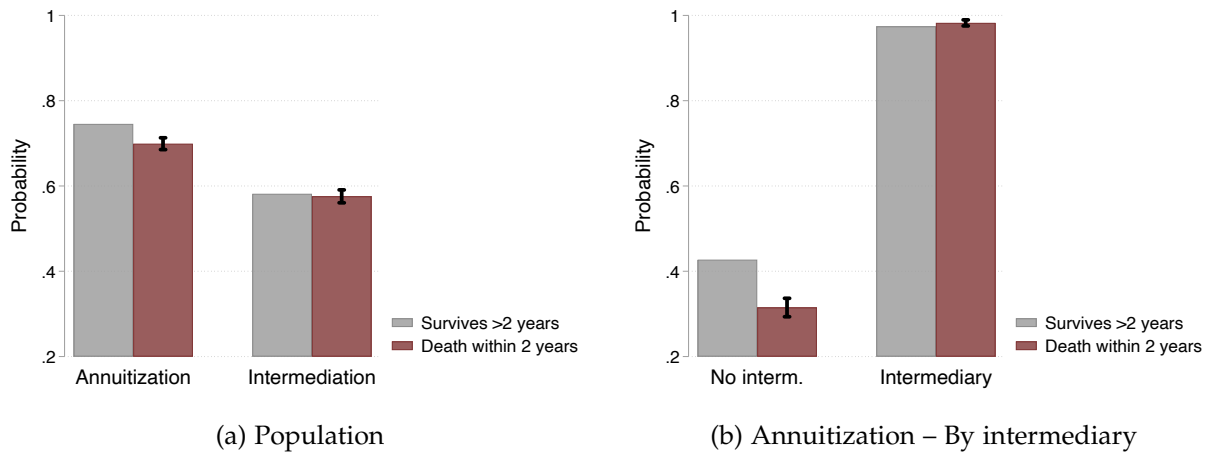 1
.8
.6
.4
.2
Probability
Annuitization
Intermediation
Survives >2 years
Death within 2 years
(a) Population
1
.8
.6
.4
.2
Probability
No interm.
Intermediary
Survives >2 years
Death within 2 years
(b) Annuitization – By intermediary